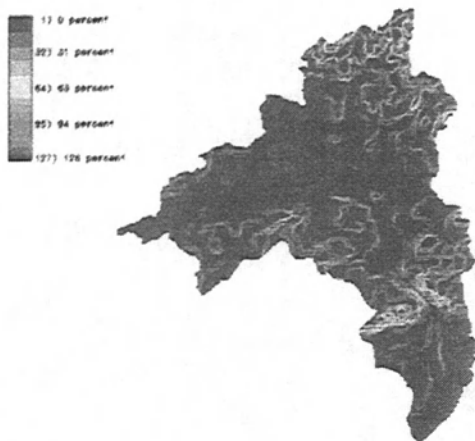 1) 0 percent
32) 31 percent
64) 63 percent
95) 94 percent
127) 126 percent